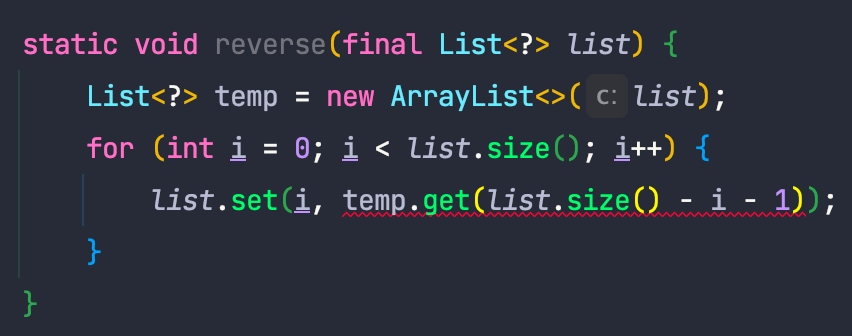 static void reverse(final List<?> list) {
List<?> temp = new ArrayList<>( c: list);
for (int i = 0; i < list.size(); i++) {
list.set(i, temp.get(list.size() - i - 1));
}
}